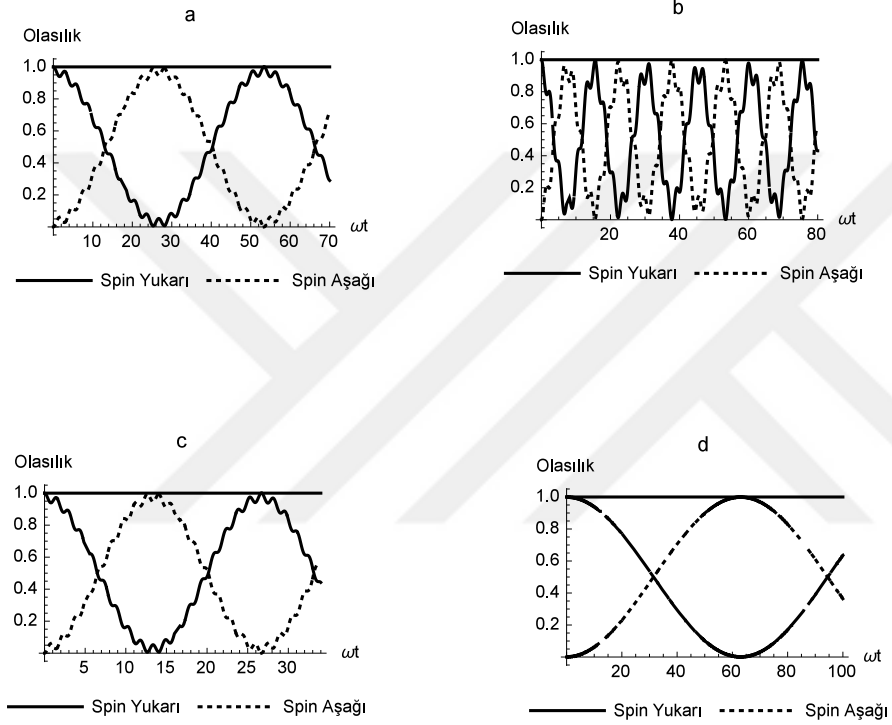 a
Olasılık
1.0
0.8
0.6
0.4
0.2
10 20 30 40 50 60 70
ωt
Spin Yukarı Spin Aşağı
b
Olasılık
1.0
0.8
0.6
0.4
0.2
20 40 60 80
ωt
Spin Yukarı Spin Aşağı
c
Olasılık
1.0
0.8
0.6
0.4
0.2
5 10 15 20 25 30
ωt
Spin Yukarı Spin Aşağı
d
Olasılık
1.0
0.8
0.6
0.4
0.2
20 40 60 80 100
ωt
Spin Yukarı Spin Aşağı